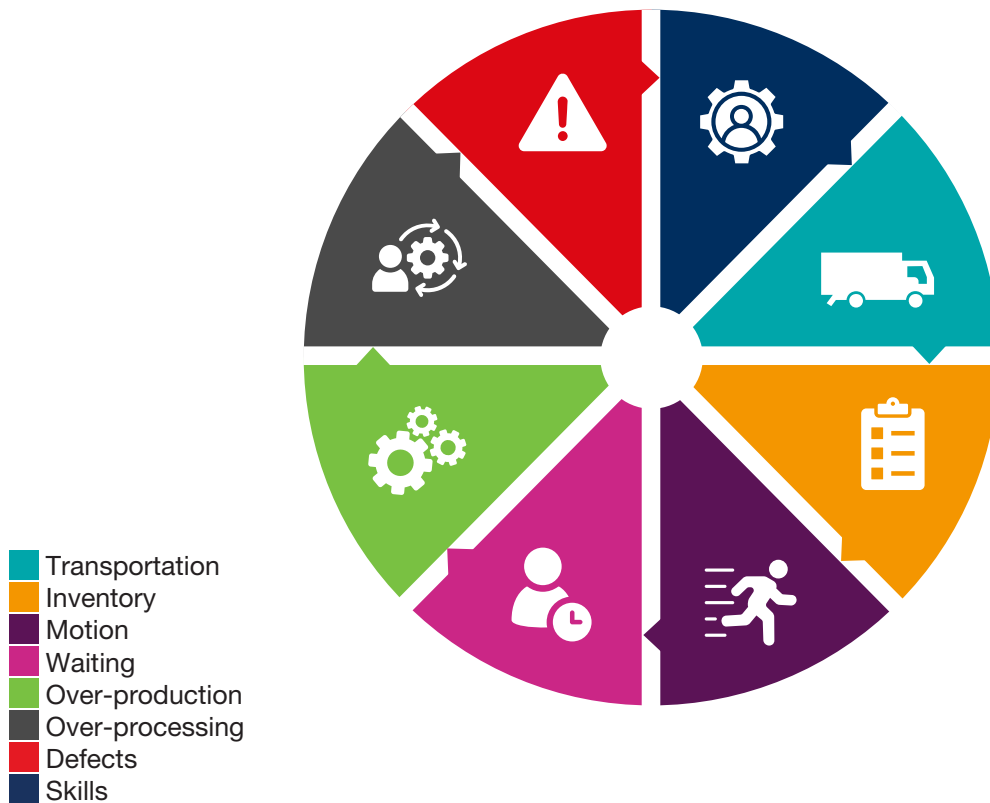 Transportation
Inventory
Motion
Waiting
Over-production
Over-processing
Defects
Skills